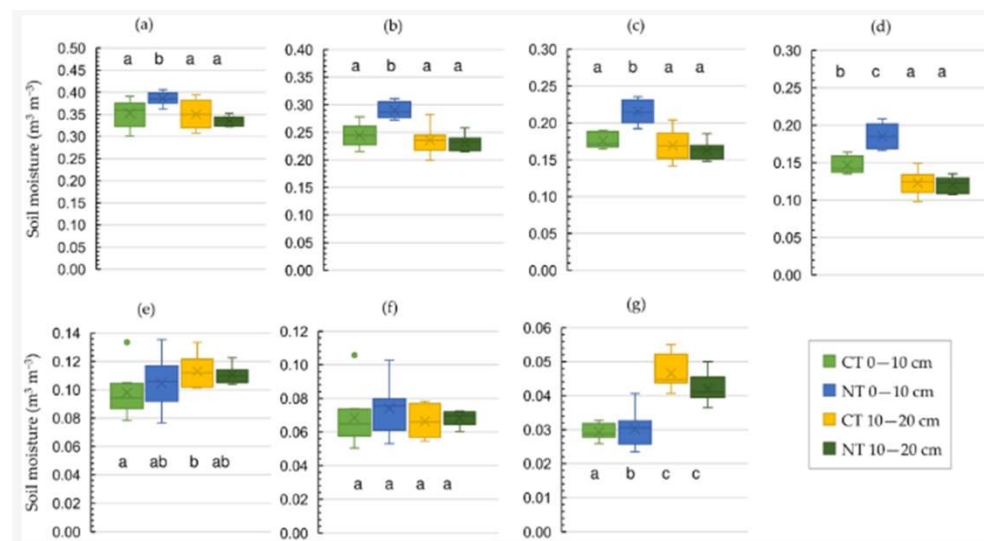 (a)
Soil moisture (m³ m⁻³)
0.50
0.45
0.40
0.35
0.30
0.25
0.20
0.15
0.10
0.05
0.00
a b a a
(b)
0.40
0.35
0.30
0.25
0.20
0.15
0.10
0.05
0.00
a b a a
(c)
0.30
0.25
0.20
0.15
0.10
0.05
0.00
a b a a
(d)
0.30
0.25
0.20
0.15
0.10
0.05
0.00
b c a a
(e)
Soil moisture (m³ m⁻³)
0.14
0.12
0.10
0.08
0.06
0.04
0.02
0.00
a ab b ab
(f)
0.12
0.10
0.08
0.06
0.04
0.02
0.00
a a a a
(g)
0.06
0.05
0.04
0.03
0.02
0.01
0.00
a b c c
CT 0—10 cm
NT 0—10 cm
CT 10—20 cm
NT 10—20 cm